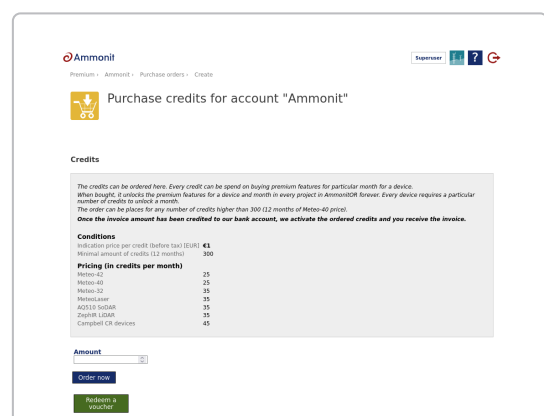 Ammonit
Superuser ?
Premium › Ammonit › Purchase orders › Create
Purchase credits for account "Ammonit"
Credits
The credits can be ordered here. Every credit can be spend on buying premium features for particular month for a device.
When bought, it unlocks the premium features for a device and month in every project in AmmonitOR forever. Every device requires a particular
number of credits to unlock a month.
The order can be places for any number of credits higher than 300 (12 months of Meteo-40 price).
Once the invoice amount has been credited to our bank account, we activate the ordered credits and you receive the invoice.
Conditions
Indication price per credit (before tax) [EUR] €1
Minimal amount of credits (12 months) 300
Pricing (in credits per month)
Meteo-42 25
Meteo-40 25
Meteo-32 35
MeteoLaser 35
AQ510 SoDAR 35
ZephIR LiDAR 35
Campbell CR devices 45
Amount
Order now
Redeem a
voucher